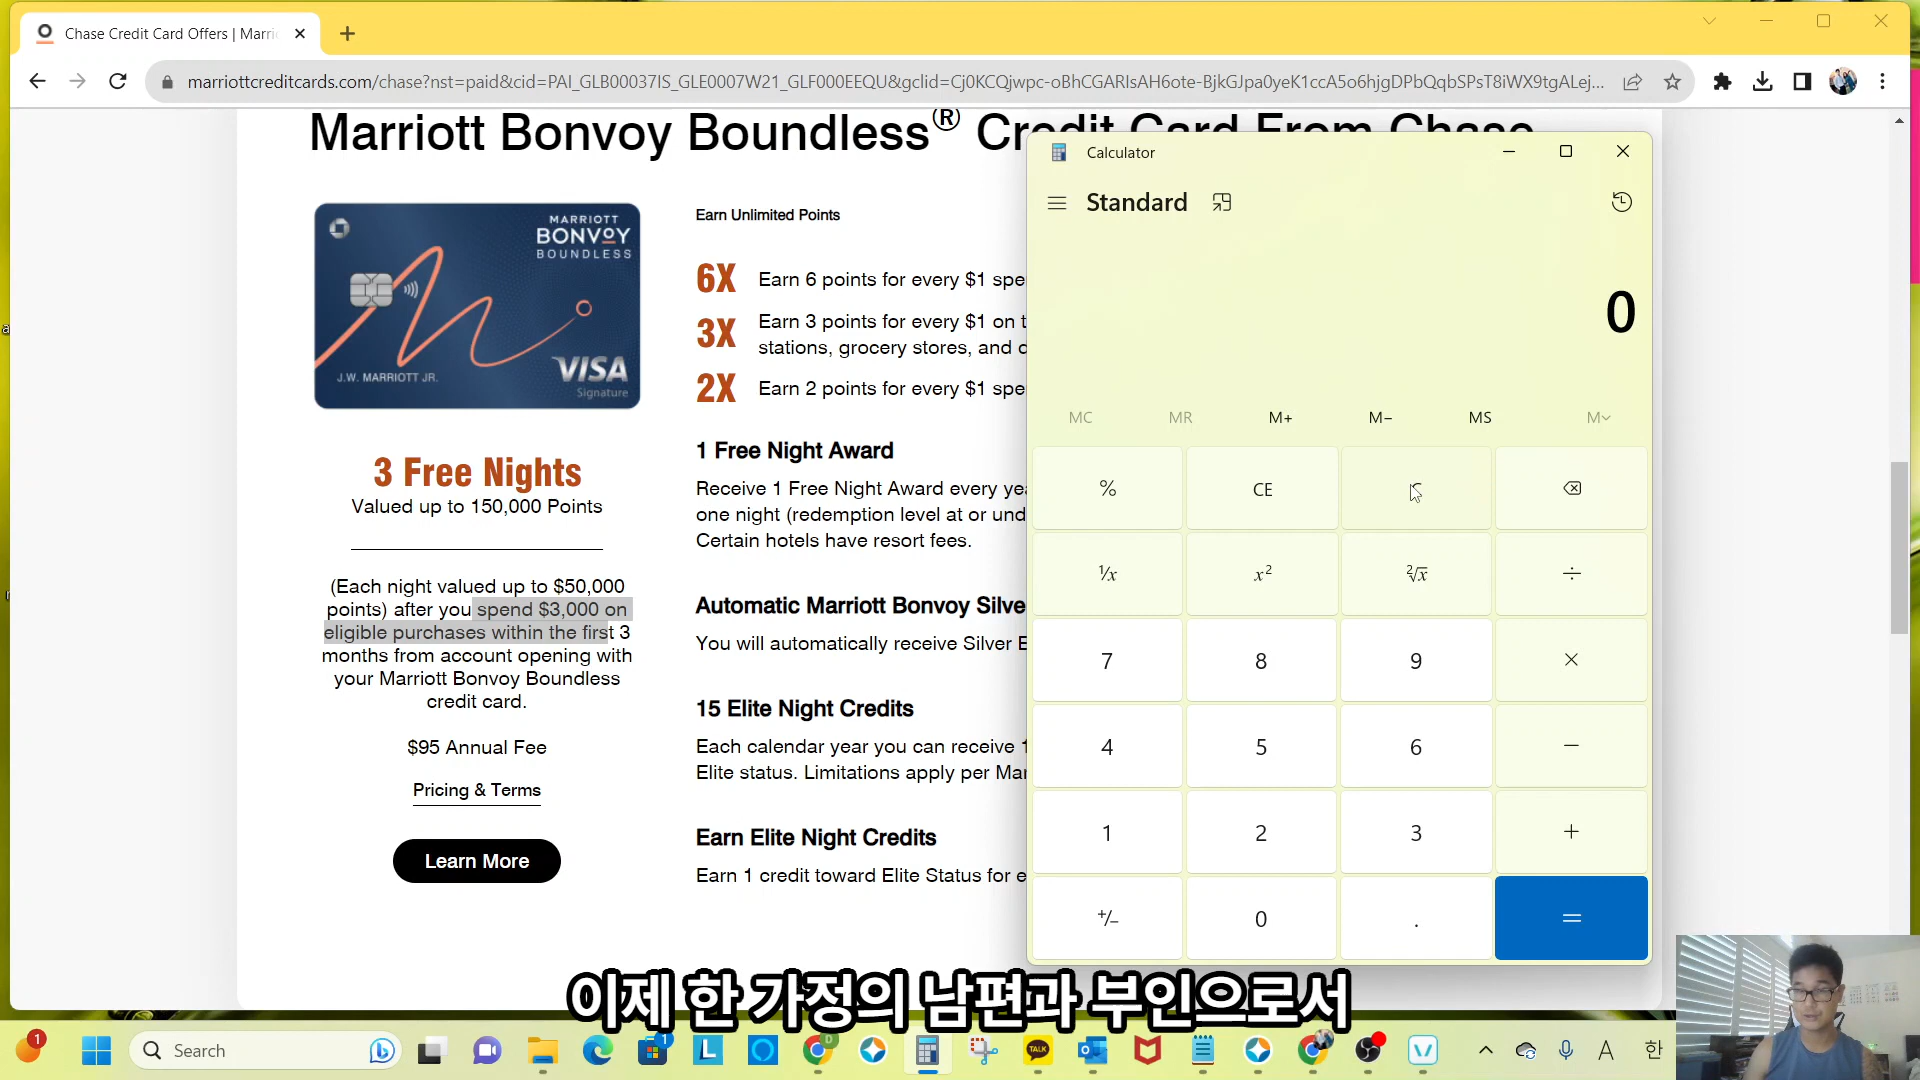 Chase Credit Card Offers | Marri
marriottcreditcards.com/chase?nst=paid&cid=PAI_GLB00037IS_GLE0007W21_GLF000EEQU&gclid=Cj0KCQjwpc-oBhCGARIsAH6ote-BjkGJpa0yeK1ccA5o6hjgDPbQqbSPsT8iWX9tgALej...
Marriott Bonvoy Boundless® Credit Card From Chase
MARRIOTT
BONVOY
BOUNDLESS
J.W. MARRIOTT JR.
VISA
Signature
3 Free Nights
Valued up to 150,000 Points
(Each night valued up to $50,000
points) after you spend $3,000 on
eligible purchases within the first 3
months from account opening with
your Marriott Bonvoy Boundless
credit card.
$95 Annual Fee
Pricing & Terms
Learn More
Earn Unlimited Points
6X Earn 6 points for every $1 spe
3X Earn 3 points for every $1 on t
stations, grocery stores, and d
2X Earn 2 points for every $1 spe
1 Free Night Award
Receive 1 Free Night Award every yea
one night (redemption level at or und
Certain hotels have resort fees.
Automatic Marriott Bonvoy Silve
You will automatically receive Silver E
15 Elite Night Credits
Each calendar year you can receive 1
Elite status. Limitations apply per Mar
Earn Elite Night Credits
Earn 1 credit toward Elite Status for e
Calculator
Standard
0
MC MR M+ M− MS M
% CE C
⅟x x² ²√x ÷
7 8 9 ×
4 5 6 −
1 2 3 +
+/− 0 . =
이제 한 가정의 남편과 부인으로서
1
Search
1
L
D
TALK
A
한